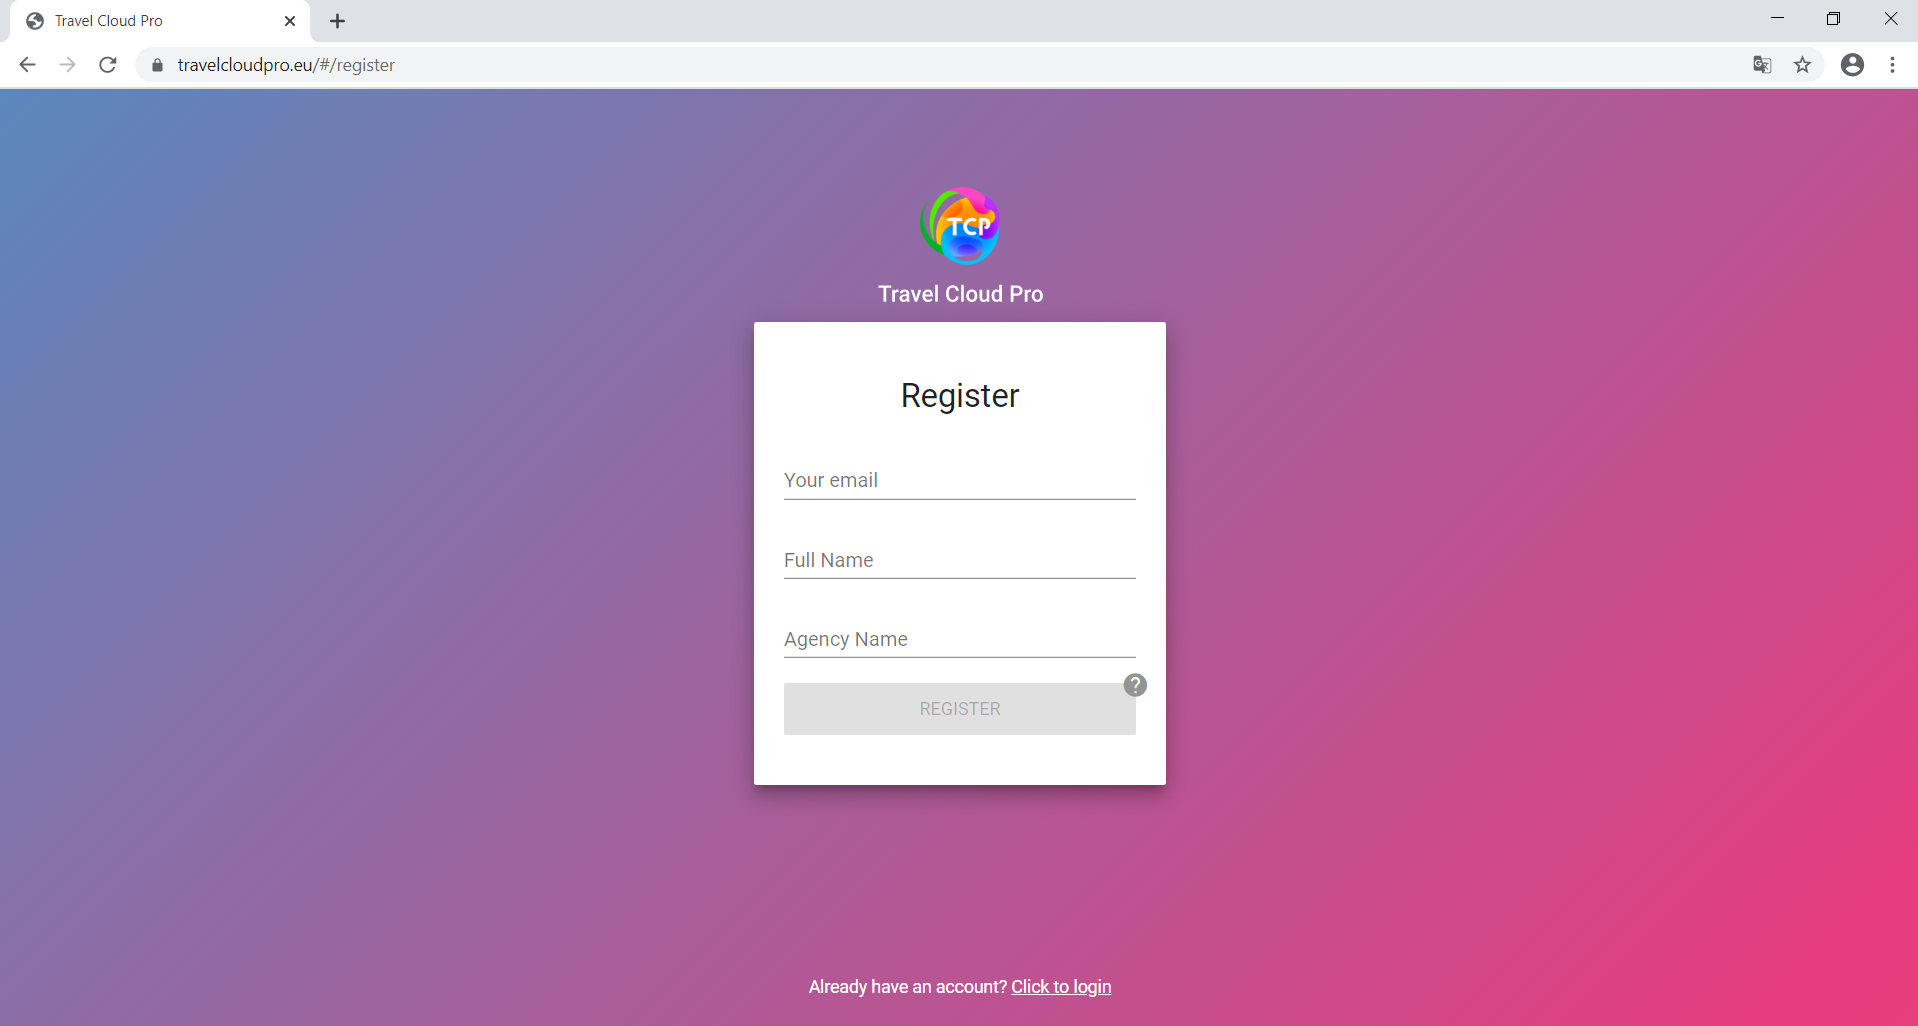 Travel Cloud Pro
travelcloudpro.eu/#/register
TCP
Travel Cloud Pro
Register
Your email
Full Name
Agency Name
?
REGISTER
Already have an account? Click to login